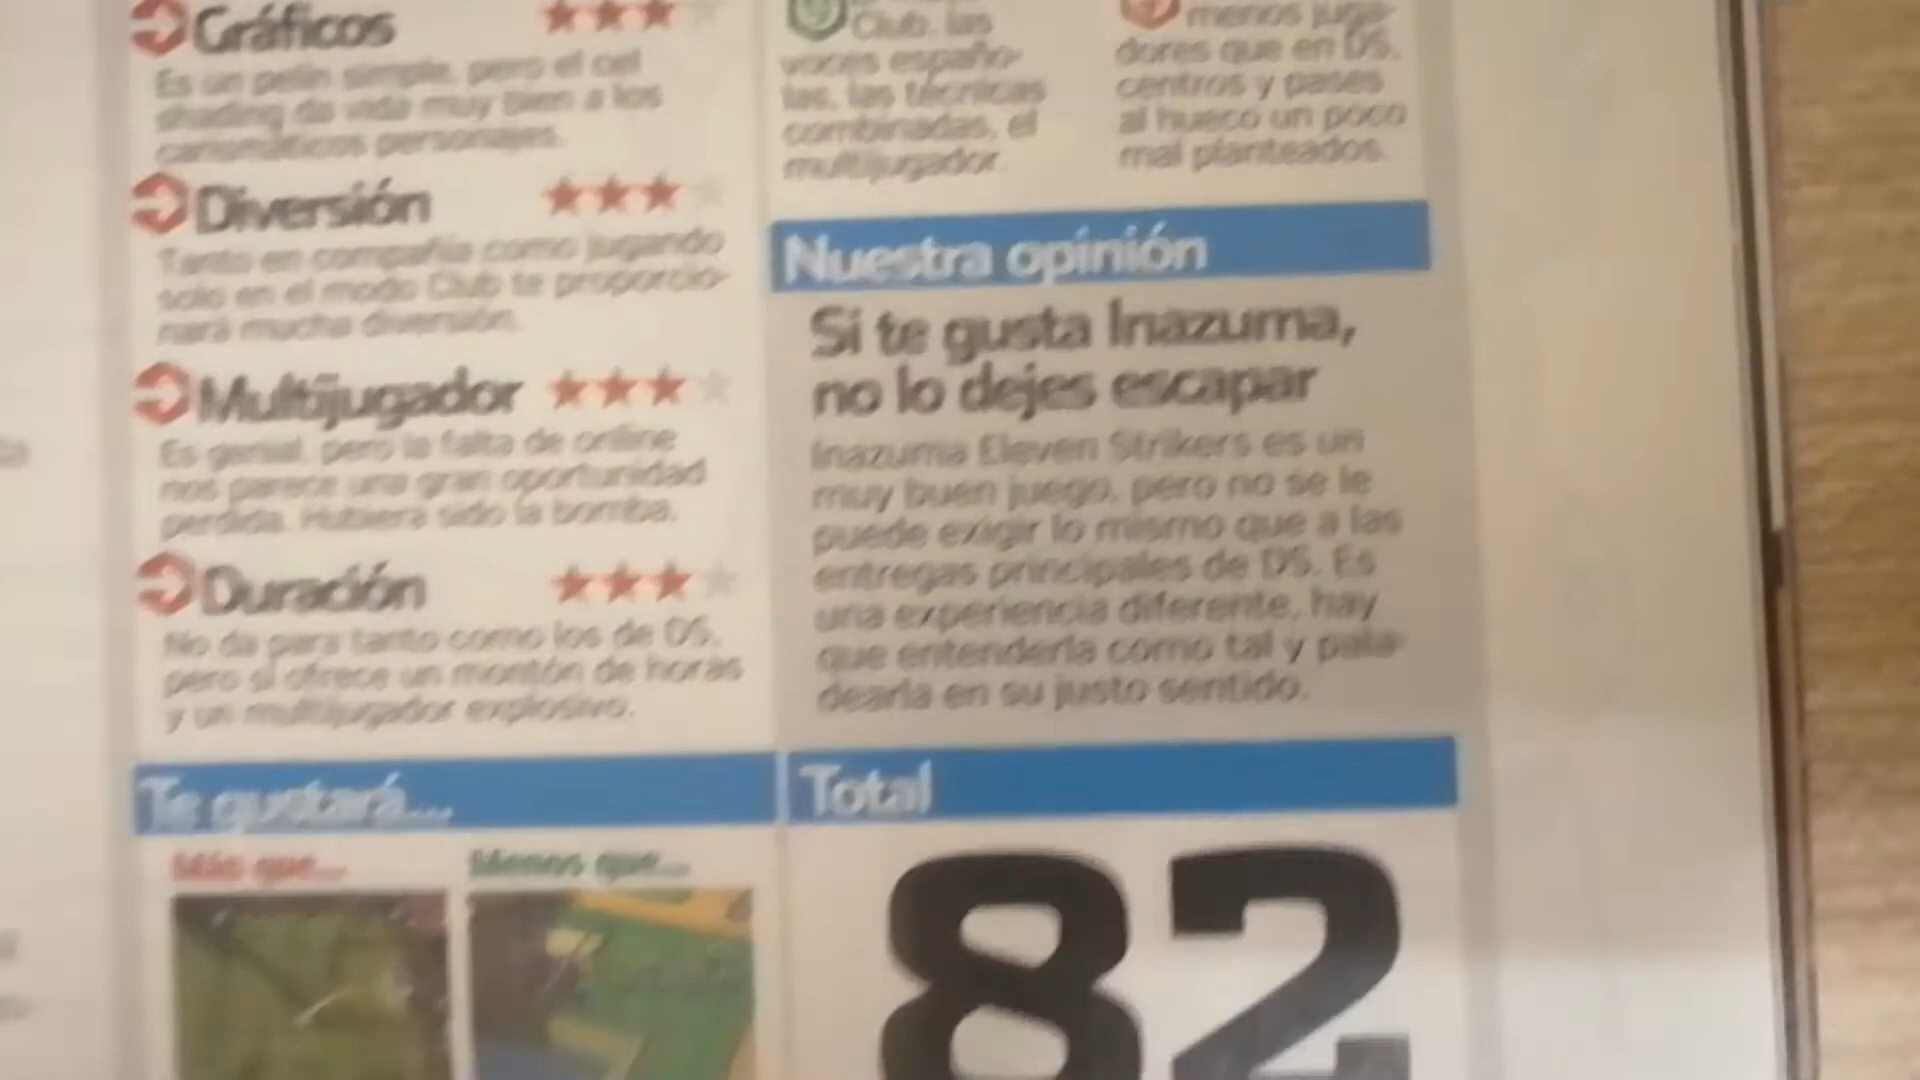 Gráficos
Es un pelín simple, pero el cel
shading da vida muy bien a los
carismáticos personajes.
Diversión
Tanto en compañía como jugando
solo en el modo Club te proporcio-
nará mucha diversión.
Multijugador
Es genial, pero la falta de online
nos parece una gran oportunidad
perdida. Hubiera sido la bomba.
Duración
No da para tanto como los de DS,
pero sí ofrece un montón de horas
y un multijugador explosivo.
Te gustará...
Más que...
Menos que...
Club, las
voces españo-
las, las técnicas
combinadas, el
multijugador.
menos juga-
dores que en DS,
centros y pases
al hueco un poco
mal planteados.
Nuestra opinión
Si te gusta Inazuma,
no lo dejes escapar
Inazuma Eleven Strikers es un
muy buen juego, pero no se le
puede exigir lo mismo que a las
entregas principales de DS. Es
una experiencia diferente, hay
que entenderla como tal y pala-
dearla en su justo sentido.
Total
82